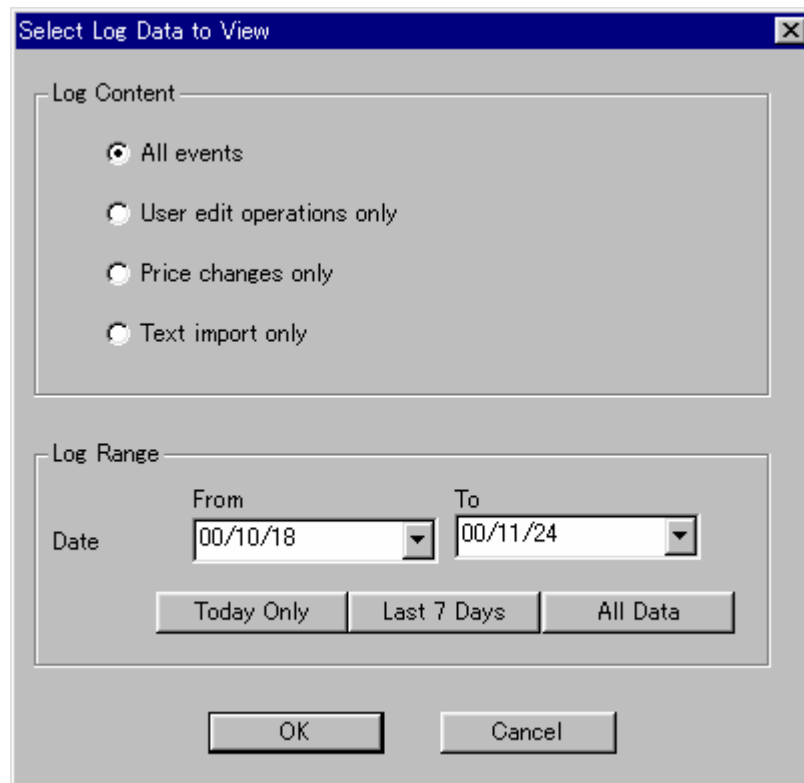 Select Log Data to View
Log Content
All events
User edit operations only
Price changes only
Text import only
Log Range
From To
Date 00/10/18 00/11/24
Today Only Last 7 Days All Data
OK Cancel